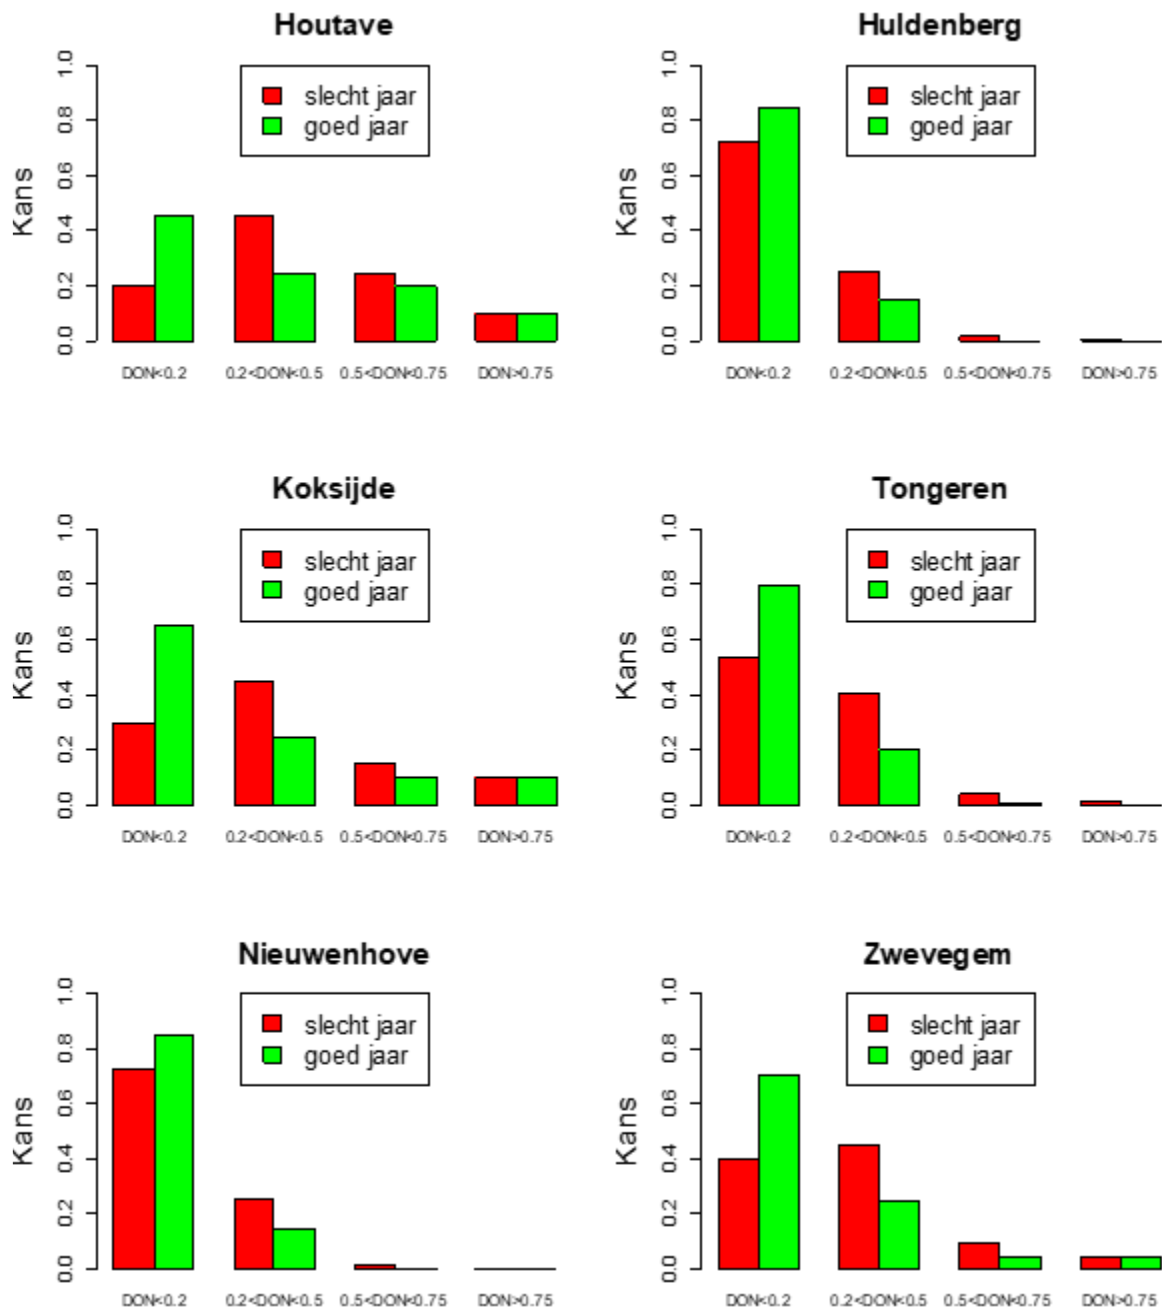 Houtave
Kans
0.0 0.2 0.4 0.6 0.8 1.0
slecht jaar
goed jaar
DON<0.2 0.2<DON<0.5 0.5<DON<0.75 DON>0.75
Huldenberg
Kans
0.0 0.2 0.4 0.6 0.8 1.0
slecht jaar
goed jaar
DON<0.2 0.2<DON<0.5 0.5<DON<0.75 DON>0.75
Koksijde
Kans
0.0 0.2 0.4 0.6 0.8 1.0
slecht jaar
goed jaar
DON<0.2 0.2<DON<0.5 0.5<DON<0.75 DON>0.75
Tongeren
Kans
0.0 0.2 0.4 0.6 0.8 1.0
slecht jaar
goed jaar
DON<0.2 0.2<DON<0.5 0.5<DON<0.75 DON>0.75
Nieuwenhove
Kans
0.0 0.2 0.4 0.6 0.8 1.0
slecht jaar
goed jaar
DON<0.2 0.2<DON<0.5 0.5<DON<0.75 DON>0.75
Zwevegem
Kans
0.0 0.2 0.4 0.6 0.8 1.0
slecht jaar
goed jaar
DON<0.2 0.2<DON<0.5 0.5<DON<0.75 DON>0.75